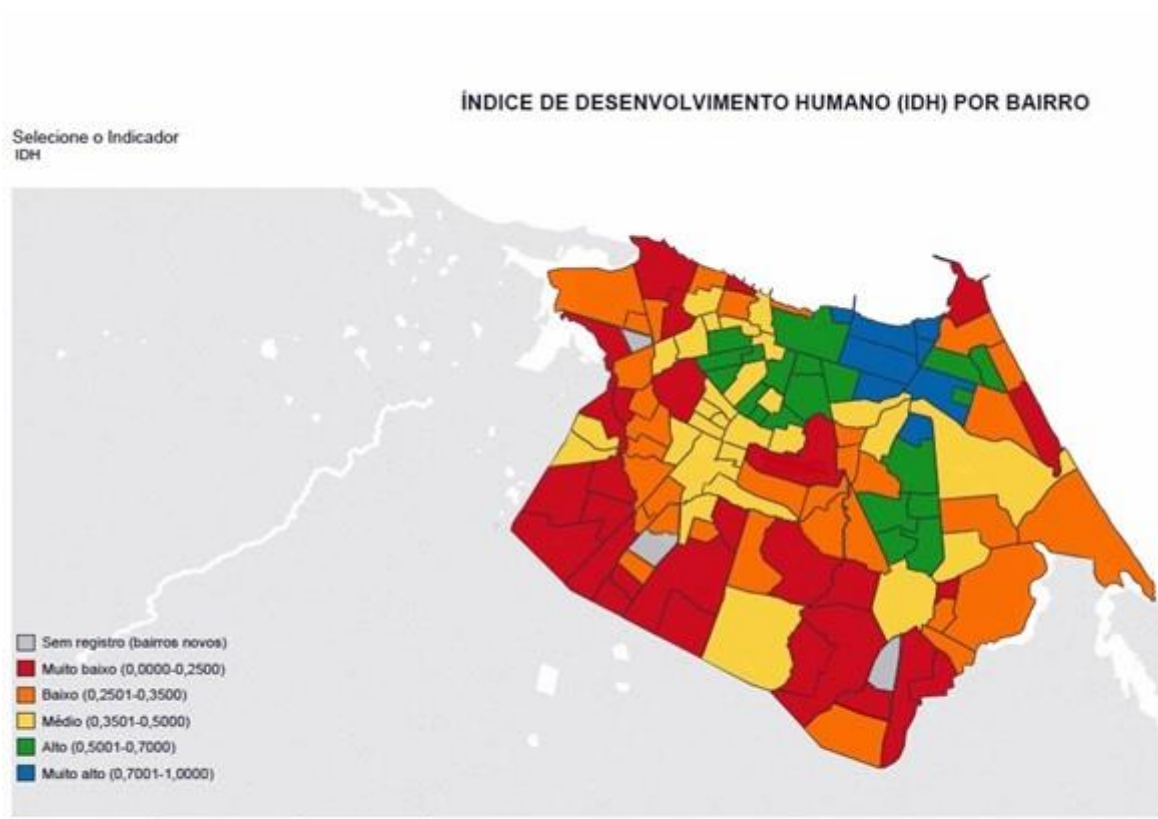 ÍNDICE DE DESENVOLVIMENTO HUMANO (IDH) POR BAIRRO
Selecione o Indicador
IDH
Sem registro (bairros novos)
Muito baixo (0,0000-0,2500)
Baixo (0,2501-0,3500)
Médio (0,3501-0,5000)
Alto (0,5001-0,7000)
Muito alto (0,7001-1,0000)